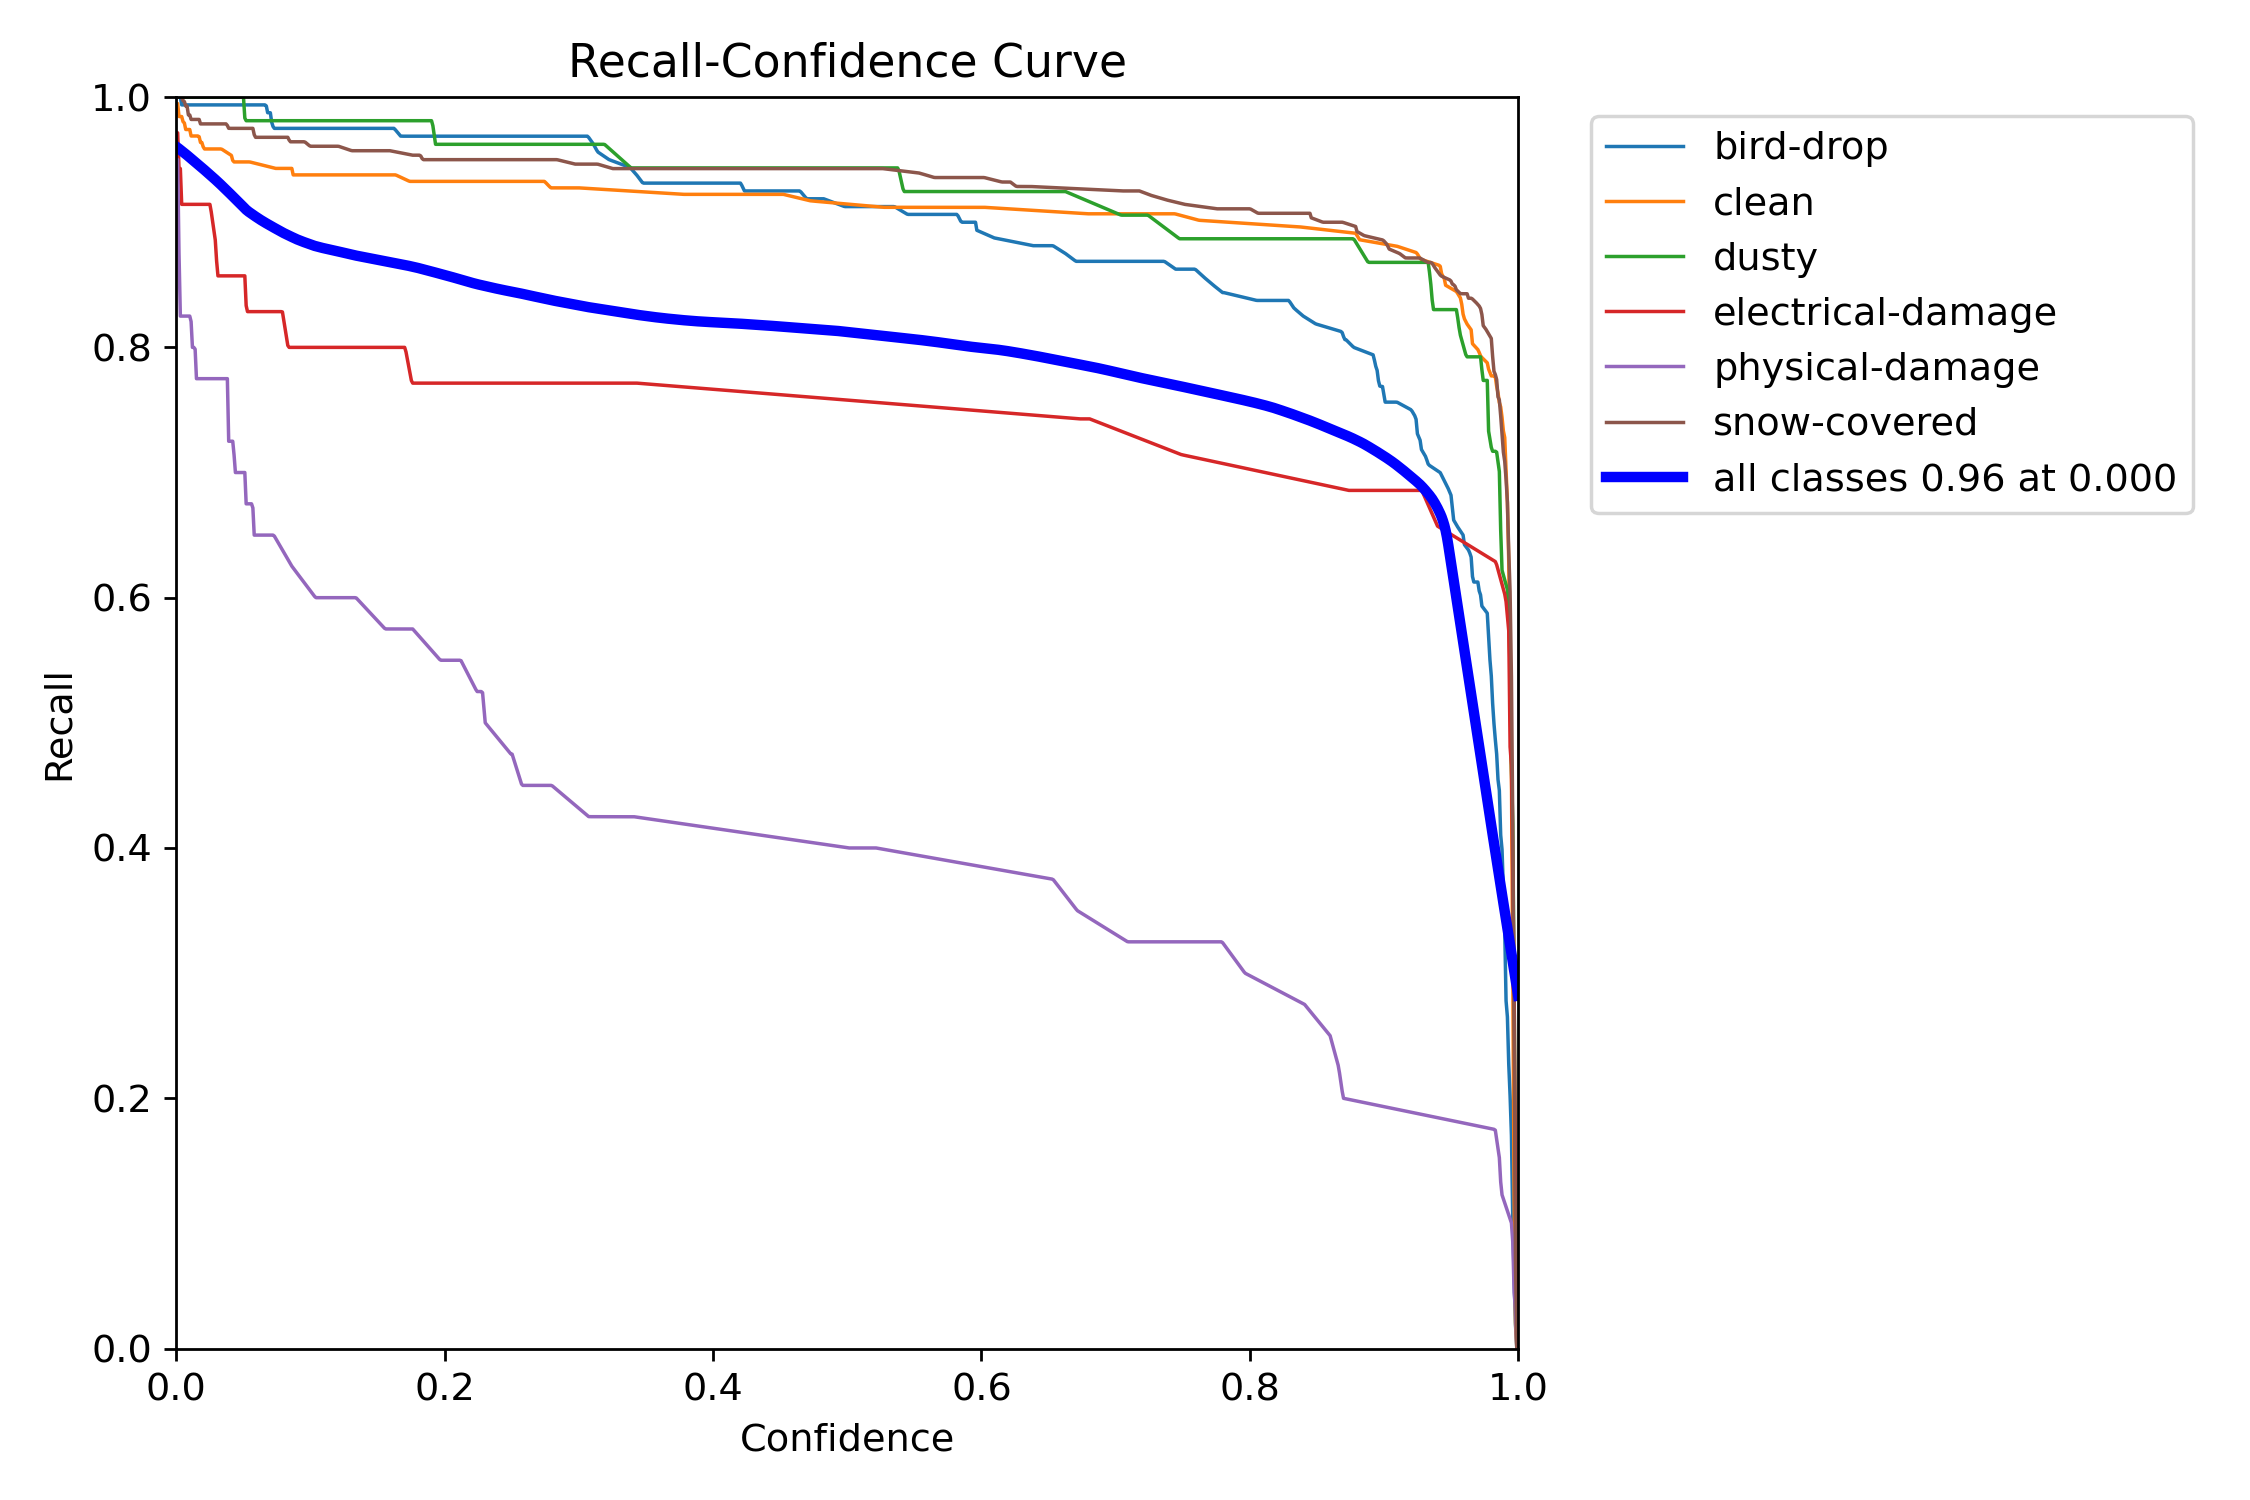 Recall-Confidence Curve
1.0
0.8
0.6
0.4
0.2
0.0
Recall
0.0 0.2 0.4 0.6 0.8 1.0
Confidence
bird-drop
clean
dusty
electrical-damage
physical-damage
snow-covered
all classes 0.96 at 0.000